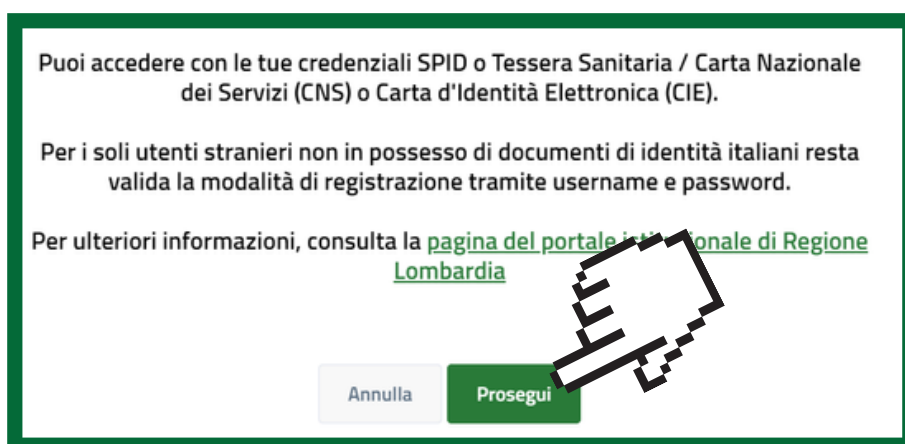 Puoi accedere con le tue credenziali SPID o Tessera Sanitaria / Carta Nazionale
dei Servizi (CNS) o Carta d'Identità Elettronica (CIE).
Per i soli utenti stranieri non in possesso di documenti di identità italiani resta
valida la modalità di registrazione tramite username e password.
Per ulteriori informazioni, consulta la pagina del portale di Regione
Lombardia
Annulla
Prosegui